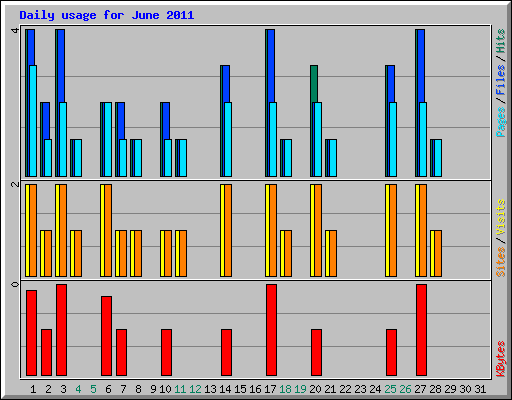 Daily usage for June 2011
4
Pages / Files / Hits
2
Sites / Visits
0
KBytes
1 2 3 4 5 6 7 8 9 10 11 12 13 14 15 16 17 18 19 20 21 22 23 24 25 26 27 28 29 30 31